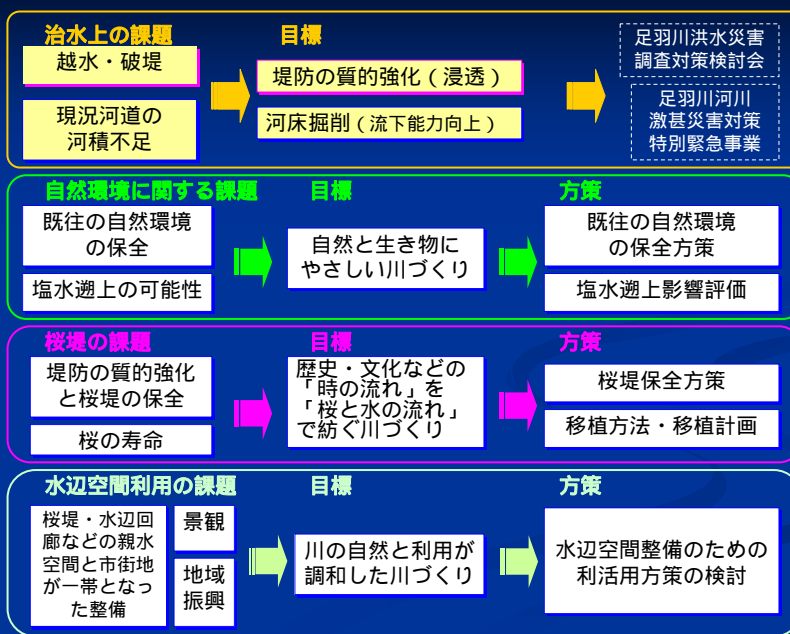 治水上の課題
目標
越水・破堤
現況河道の
河積不足
堤防の質的強化（浸透）
河床掘削（流下能力向上）
足羽川洪水災害
調査対策検討会
足羽川河川
激甚災害対策
特別緊急事業
自然環境に関する課題
目標
方策
既往の自然環境
の保全
塩水遡上の可能性
自然と生き物に
やさしい川づくり
既往の自然環境
の保全方策
塩水遡上影響評価
桜堤の課題
目標
方策
堤防の質的強化
と桜堤の保全
桜の寿命
歴史・文化などの
「時の流れ」を
「桜と水の流れ」
で紡ぐ川づくり
桜堤保全方策
移植方法・移植計画
水辺空間利用の課題
目標
方策
桜堤・水辺回
廊などの親水
空間と市街地
が一帯となっ
た整備
景観
地域
振興
川の自然と利用が
調和した川づくり
水辺空間整備のための
利活用方策の検討